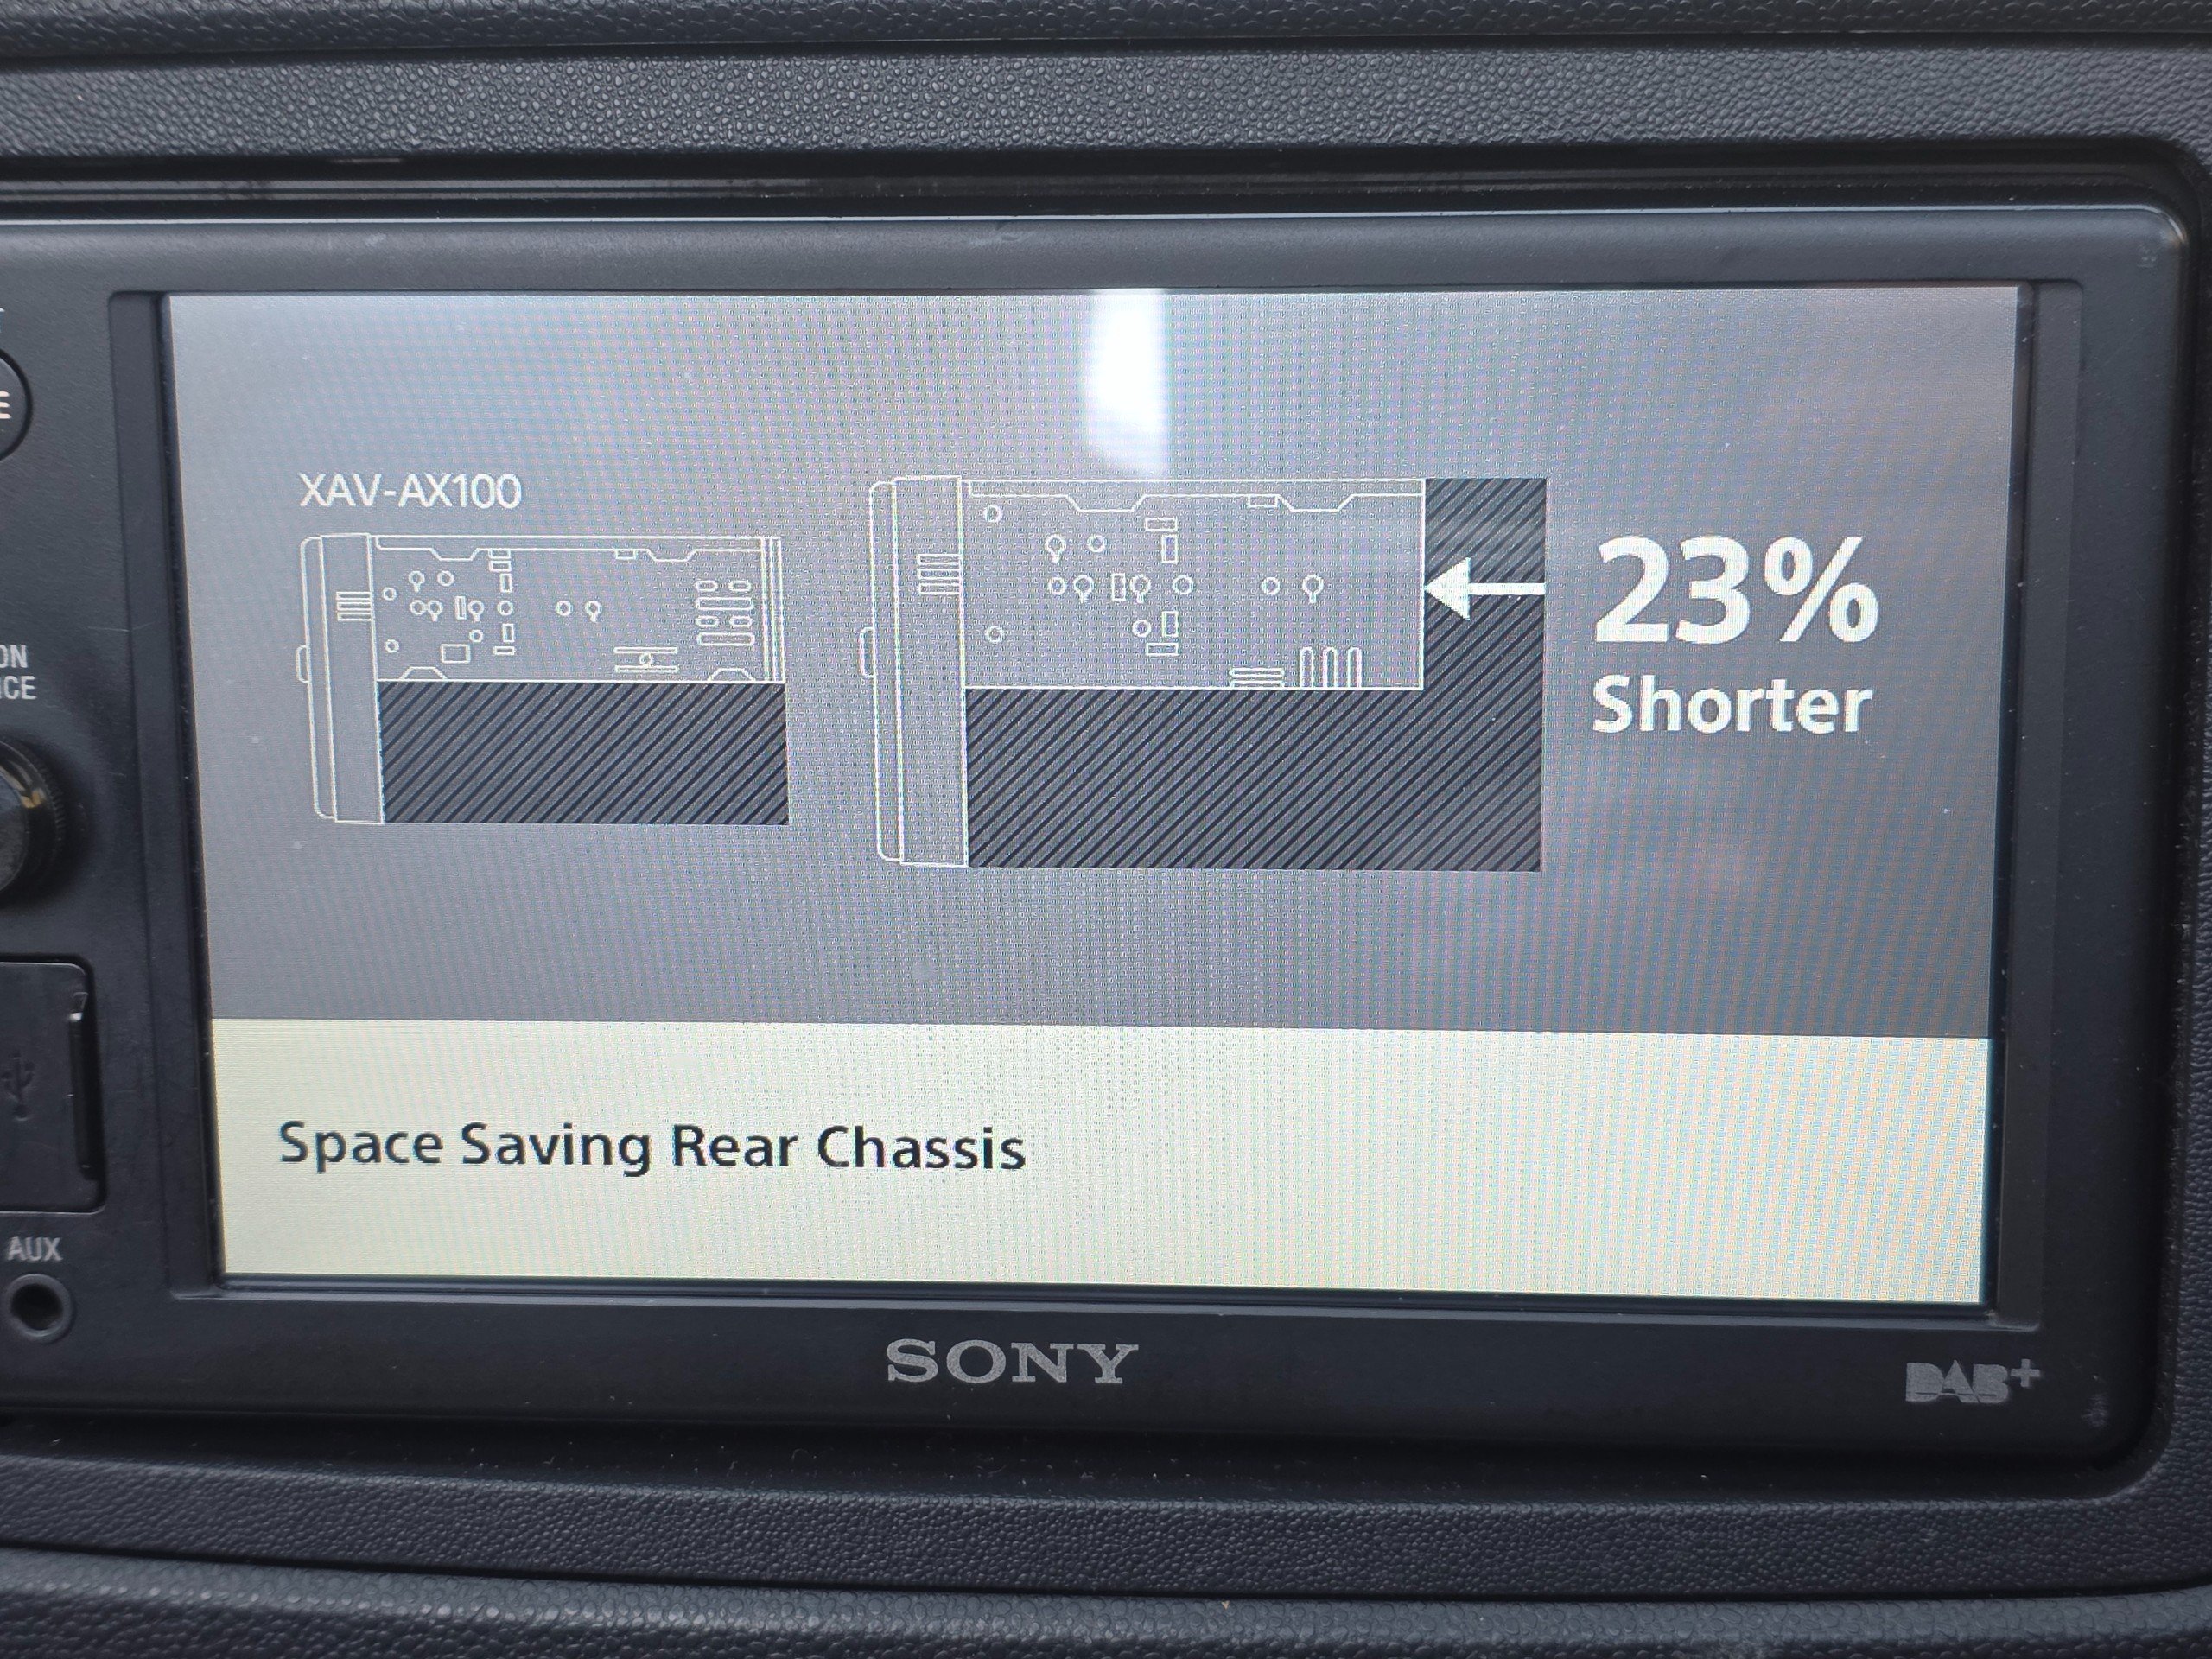 XAV-AX100
23%
Shorter
Space Saving Rear Chassis
AUX
SONY
DAB+